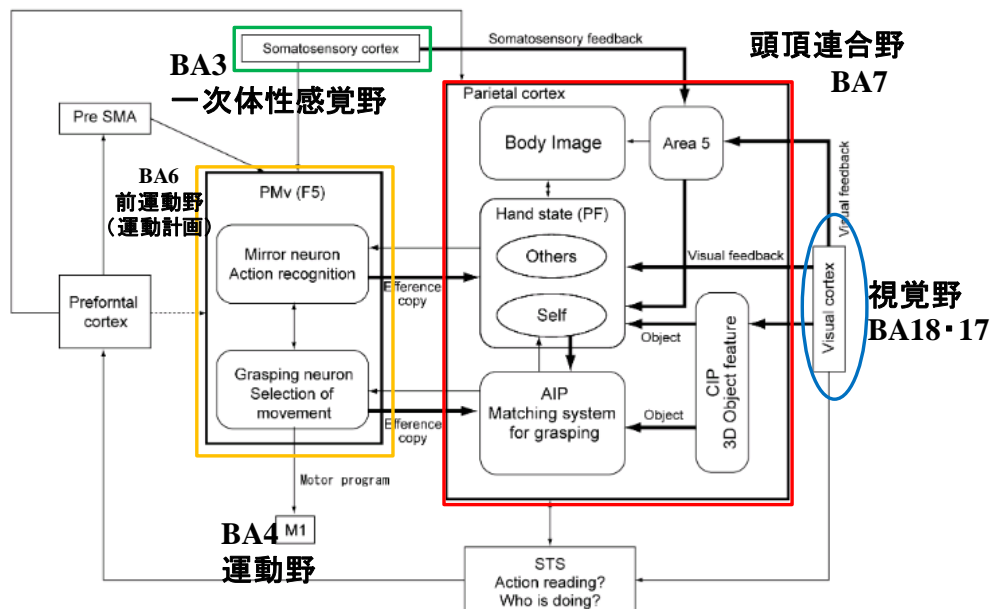 Somatosensory cortex
Somatosensory feedback
BA3
一次体性感覚野
頭頂連合野
BA7
Parietal cortex
Pre SMA
Body Image
Area 5
Visual feedback
BA6
前運動野
（運動計画）
PMv (F5)
Mirror neuron
Action recognition
Efference
copy
Hand state (PF)
Others
Self
Visual feedback
Visual cortex
視覚野
BA18・17
Preforntal
cortex
Object
CIP
3D Object feature
Grasping neuron
Selection of
movement
Efference
copy
AIP
Matching system
for grasping
Object
Motor program
M1
BA4
運動野
STS
Action reading?
Who is doing?